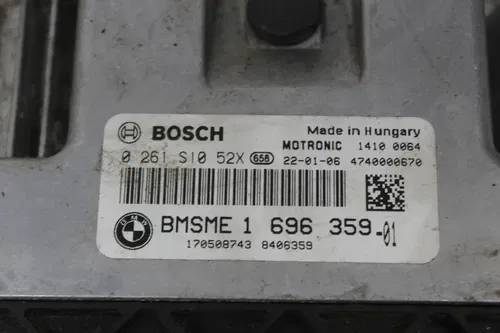 BOSCH
Made in Hungary
MOTRONIC 1410 0064
0 261 S10 52X 658 22-01-06 4740000670
BMW BMSME 1 696 359-01
170508743 8406359